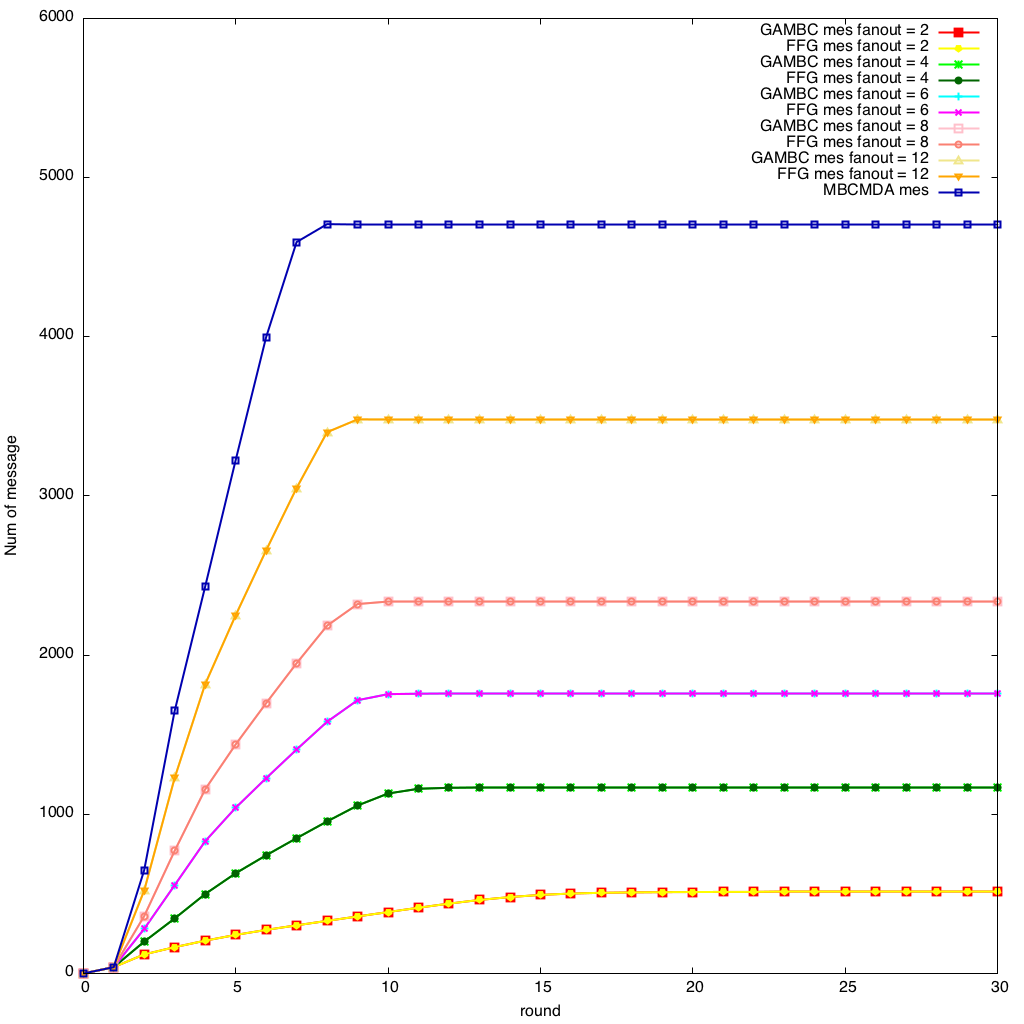 6000
5000
4000
3000
2000
1000
0
Num of message
GAMBC mes fanout = 2
FFG mes fanout = 2
GAMBC mes fanout = 4
FFG mes fanout = 4
GAMBC mes fanout = 6
FFG mes fanout = 6
GAMBC mes fanout = 8
FFG mes fanout = 8
GAMBC mes fanout = 12
FFG mes fanout = 12
MBCMDA mes
0 5 10 15 20 25 30
round